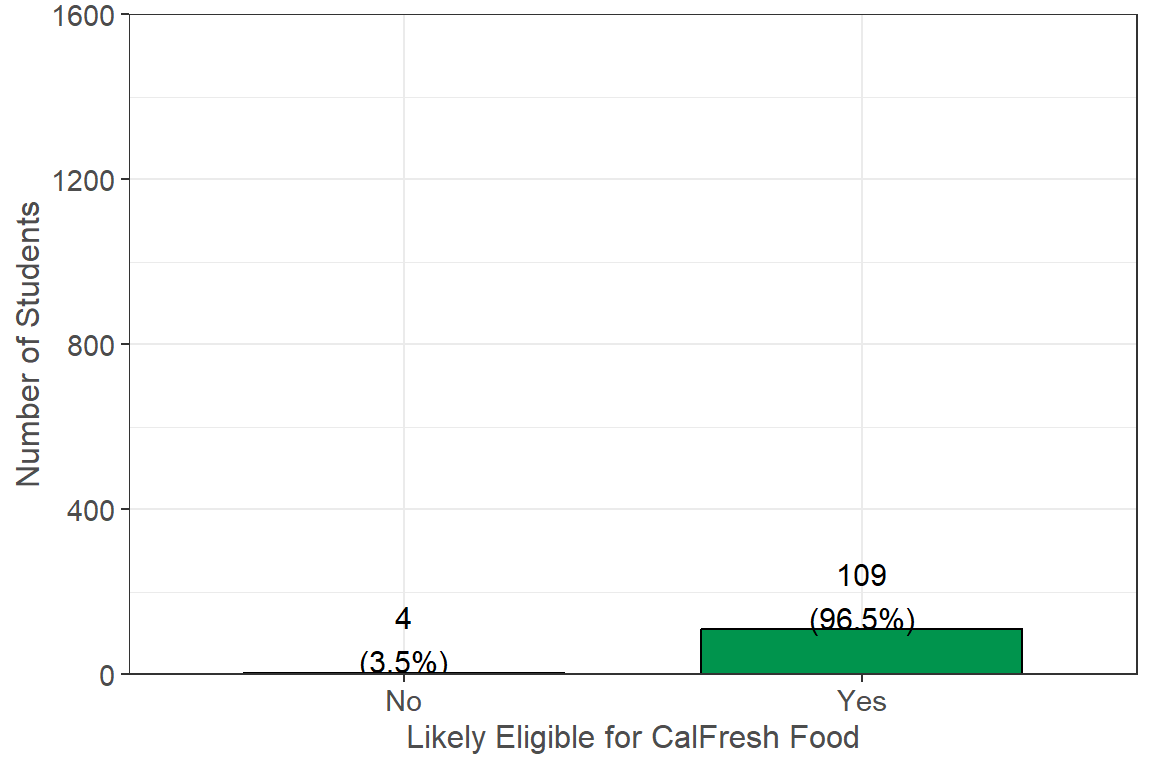 1600
1200
800
400
0
Number of Students
4
(3.5%)
109
(96.5%)
No
Yes
Likely Eligible for CalFresh Food